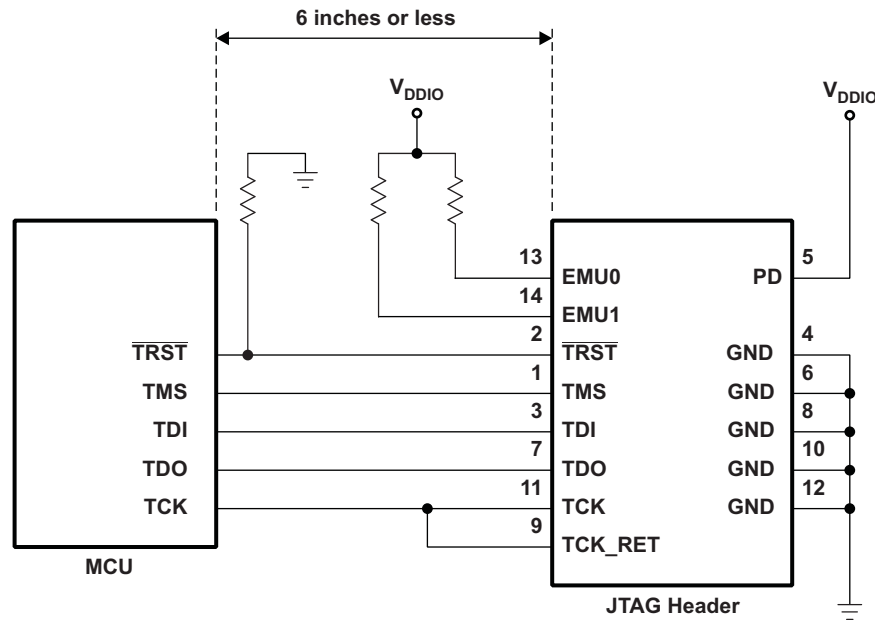 6 inches or less
VDDIO
VDDIO
13
EMU0
PD
5
14
EMU1
2
4
TRST
TRST
GND
1
6
TMS
TMS
GND
3
8
TDI
TDI
GND
7
10
TDO
TDO
GND
11
12
TCK
TCK
GND
9
TCK_RET
MCU
JTAG Header